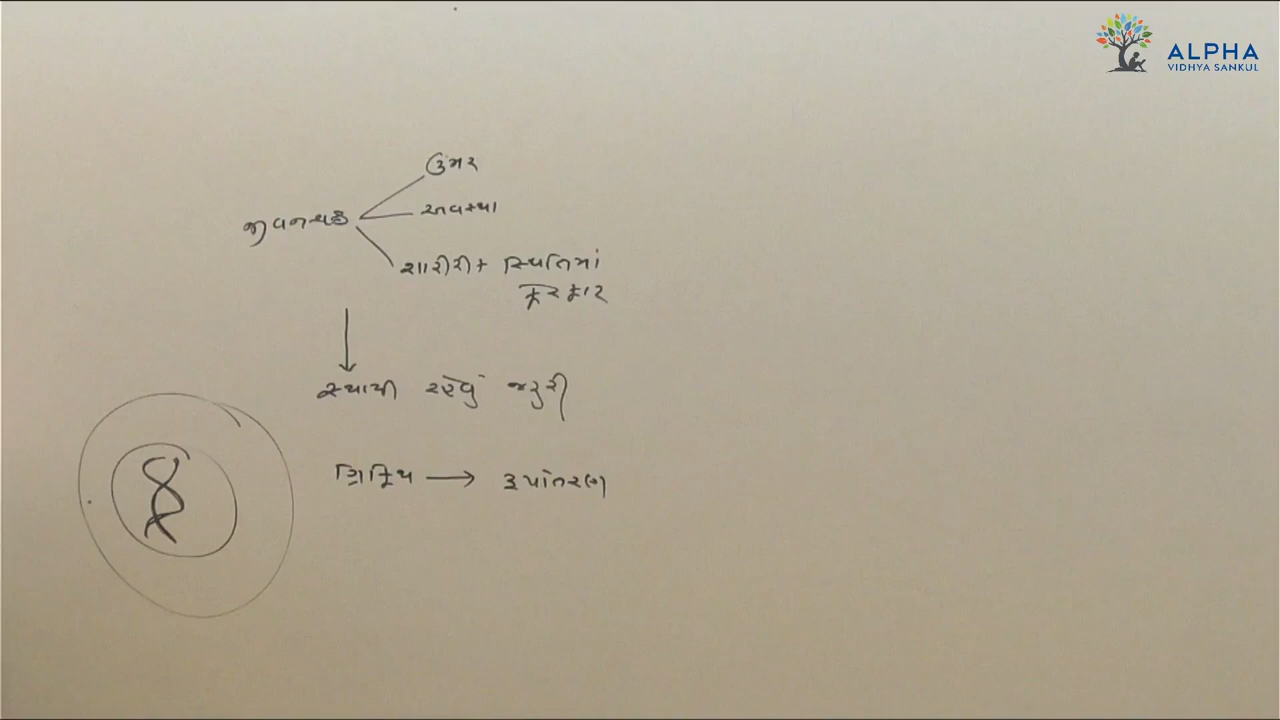 ALPHA
VIDHYA SANKUL
ઉંમર
જીવનચક્ર
અવસ્થા
શારીરીક સ્થિતિમાં
ફેરફાર
સ્થાયી રહેવું જરૂરી
ગ્રિફિથ → રૂપાંતરણ